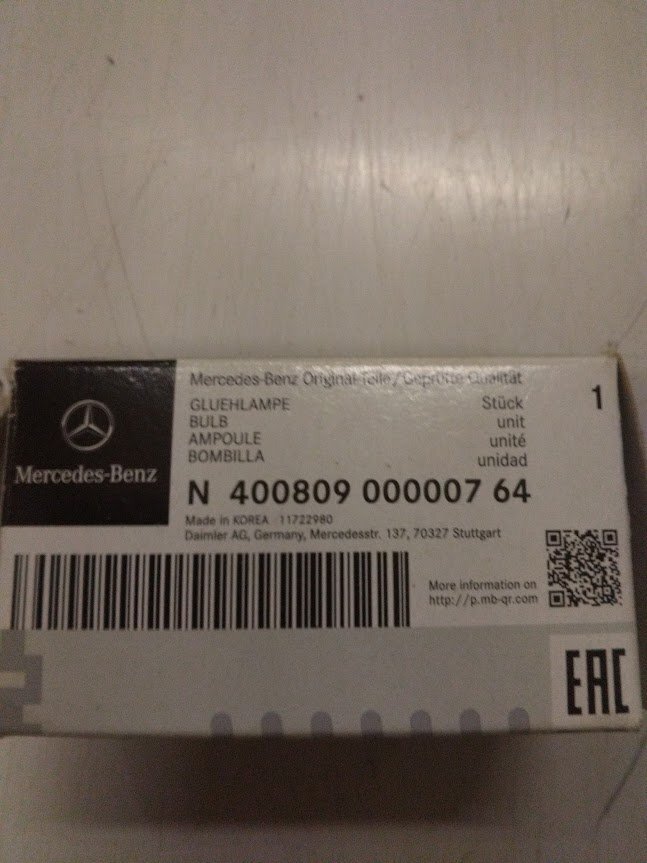 Mercedes-Benz
Mercedes-Benz Original-Teile/Geprüfte Qualität
GLUEHLAMPE Stück 1
BULB unit
AMPOULE unité
BOMBILLA unidad
N 400809 000007 64
Made in KOREA 11722980
Daimler AG, Germany, Mercedesstr. 137, 70327 Stuttgart
More information on
http://p.mb-qr.com
EAC